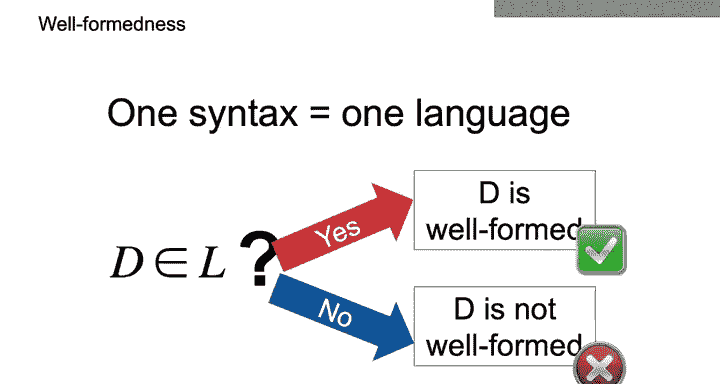 Well-formedness
One syntax = one language
D ∈ L ?
Yes
D is
well-formed
No
D is not
well-formed